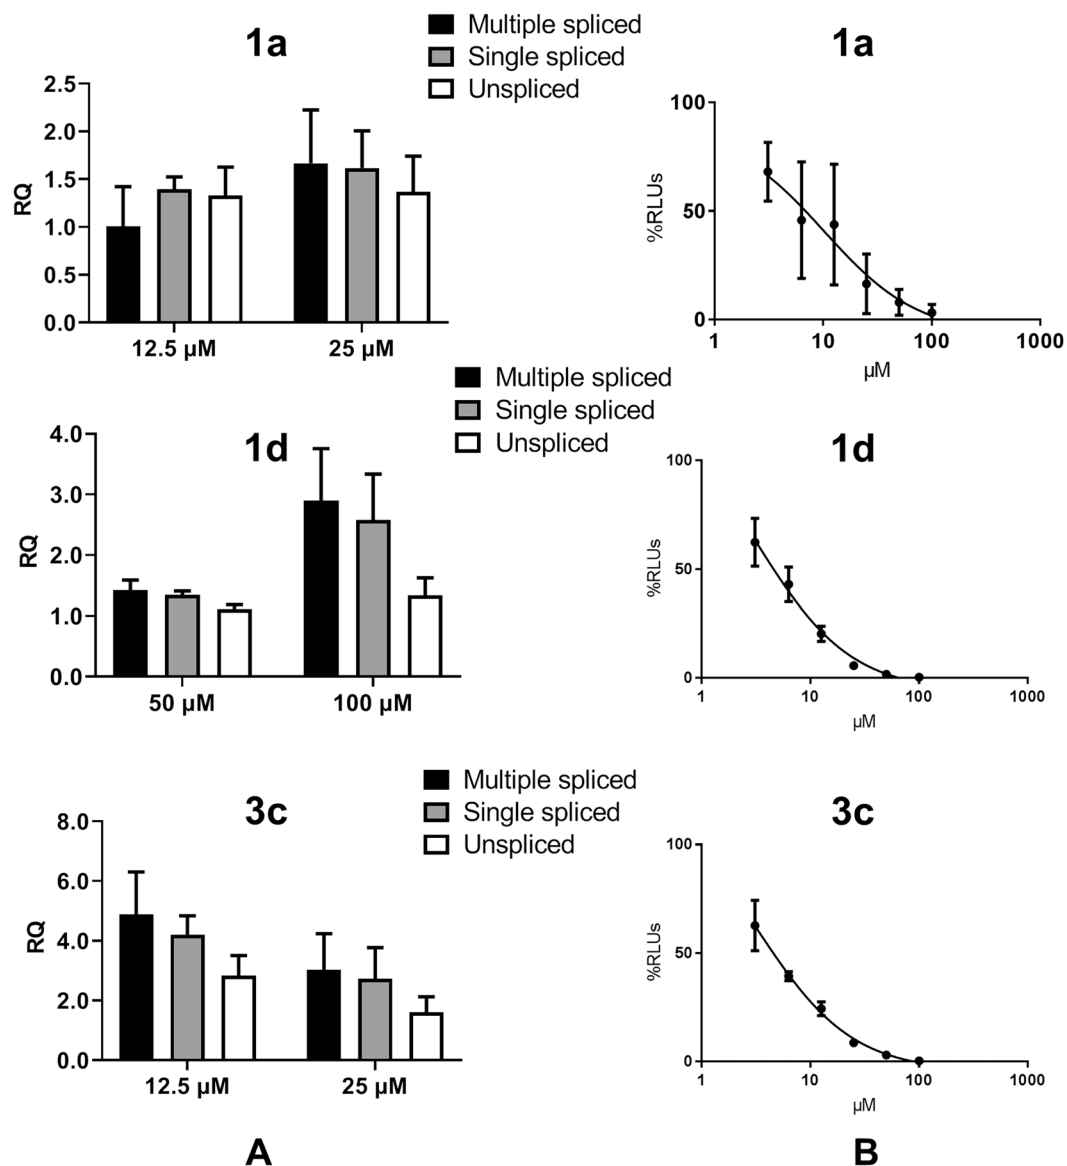 1a
Multiple spliced
Single spliced
Unspliced
2.5
2.0
1.5
1.0
0.5
0.0
RQ
12.5 µM
25 µM
1a
100
50
0
%RLUs
1
10
100
1000
µM
1d
Multiple spliced
Single spliced
Unspliced
4.0
3.0
2.0
1.0
0.0
RQ
50 µM
100 µM
1d
100
50
0
%RLUs
1
10
100
1000
µM
3c
Multiple spliced
Single spliced
Unspliced
8.0
6.0
4.0
2.0
0.0
RQ
12.5 µM
25 µM
3c
100
50
0
%RLUs
1
10
100
1000
µM
A
B